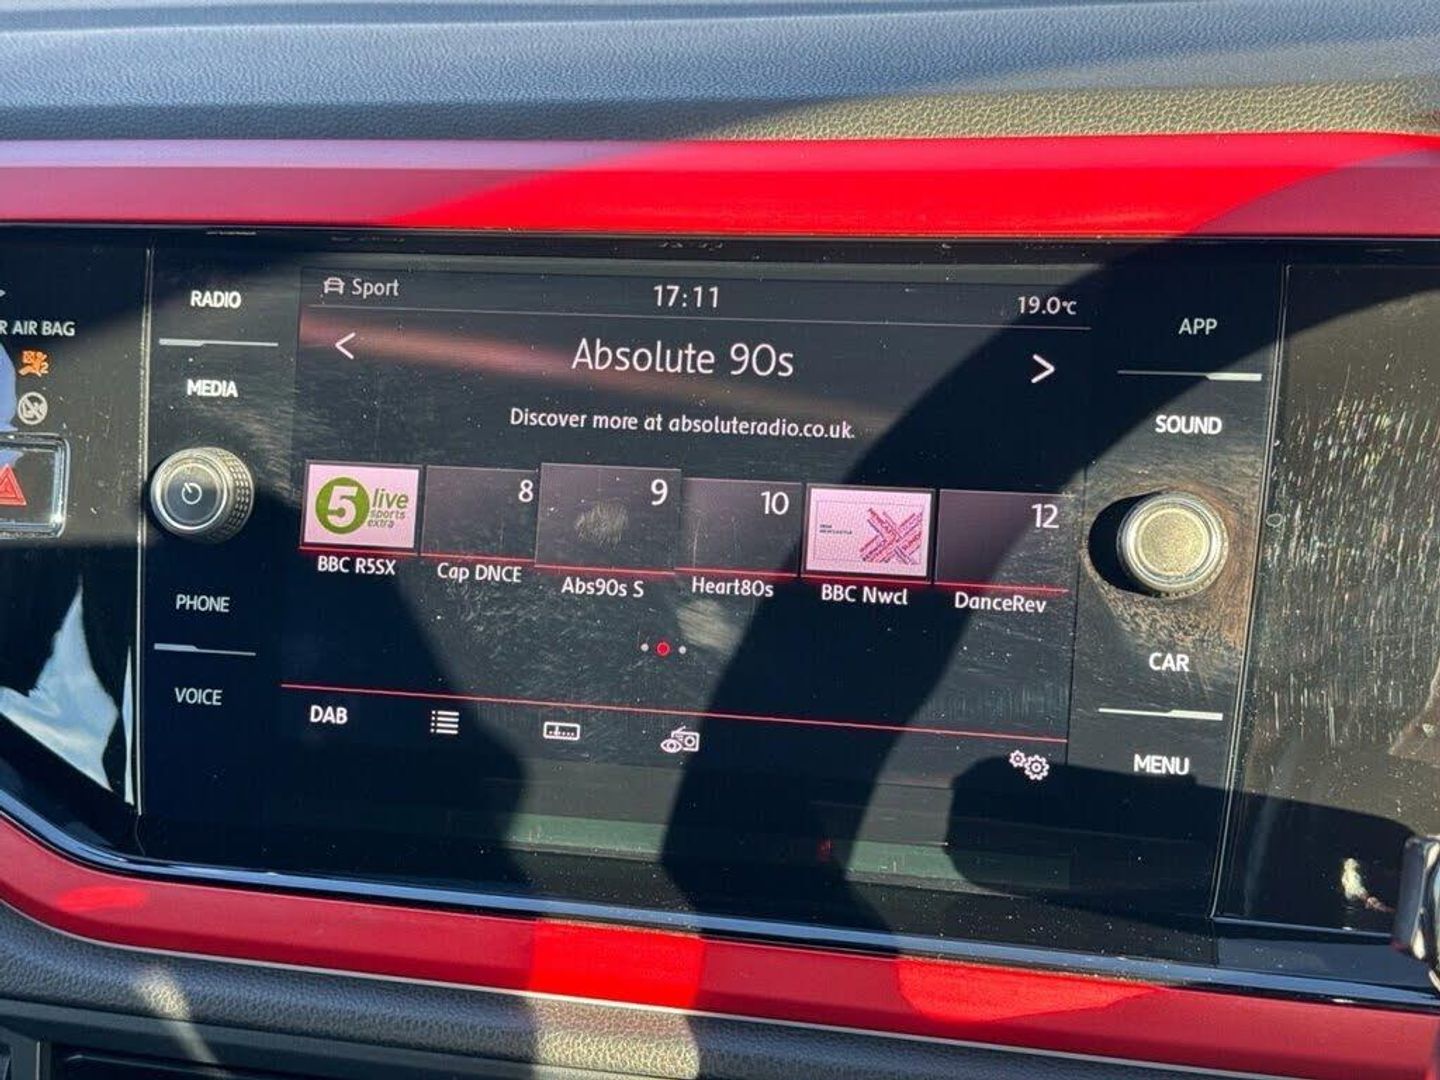 Sport 17:11 19.0°C
Absolute 90s
Discover more at absoluteradio.co.uk.
5 live sports extra
8
9
10
12
BBC R5SX
Cap DNCE
Abs90s S
Heart80s
BBC Nwcl
DanceRev
DAB
RADIO
MEDIA
PHONE
VOICE
APP
SOUND
CAR
MENU
R AIR BAG
2